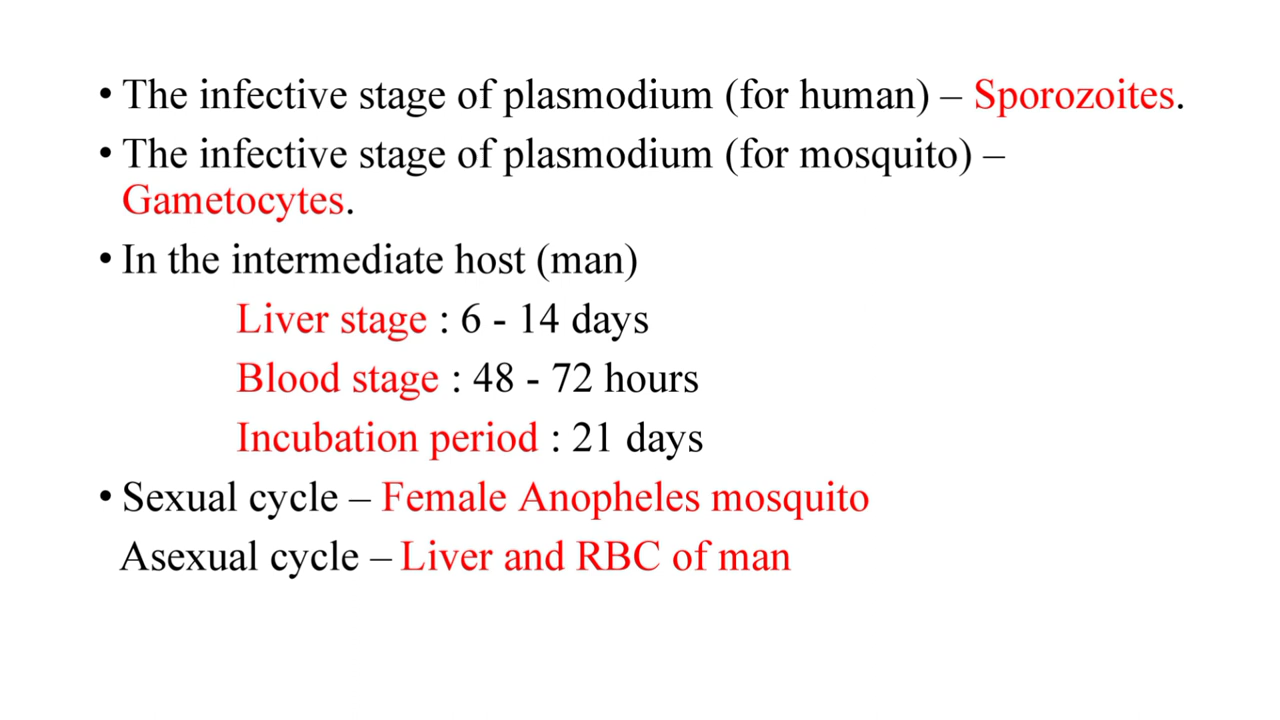 • The infective stage of plasmodium (for human) – Sporozoites.
• The infective stage of plasmodium (for mosquito) –
Gametocytes.
• In the intermediate host (man)
Liver stage : 6 - 14 days
Blood stage : 48 - 72 hours
Incubation period : 21 days
• Sexual cycle – Female Anopheles mosquito
Asexual cycle – Liver and RBC of man